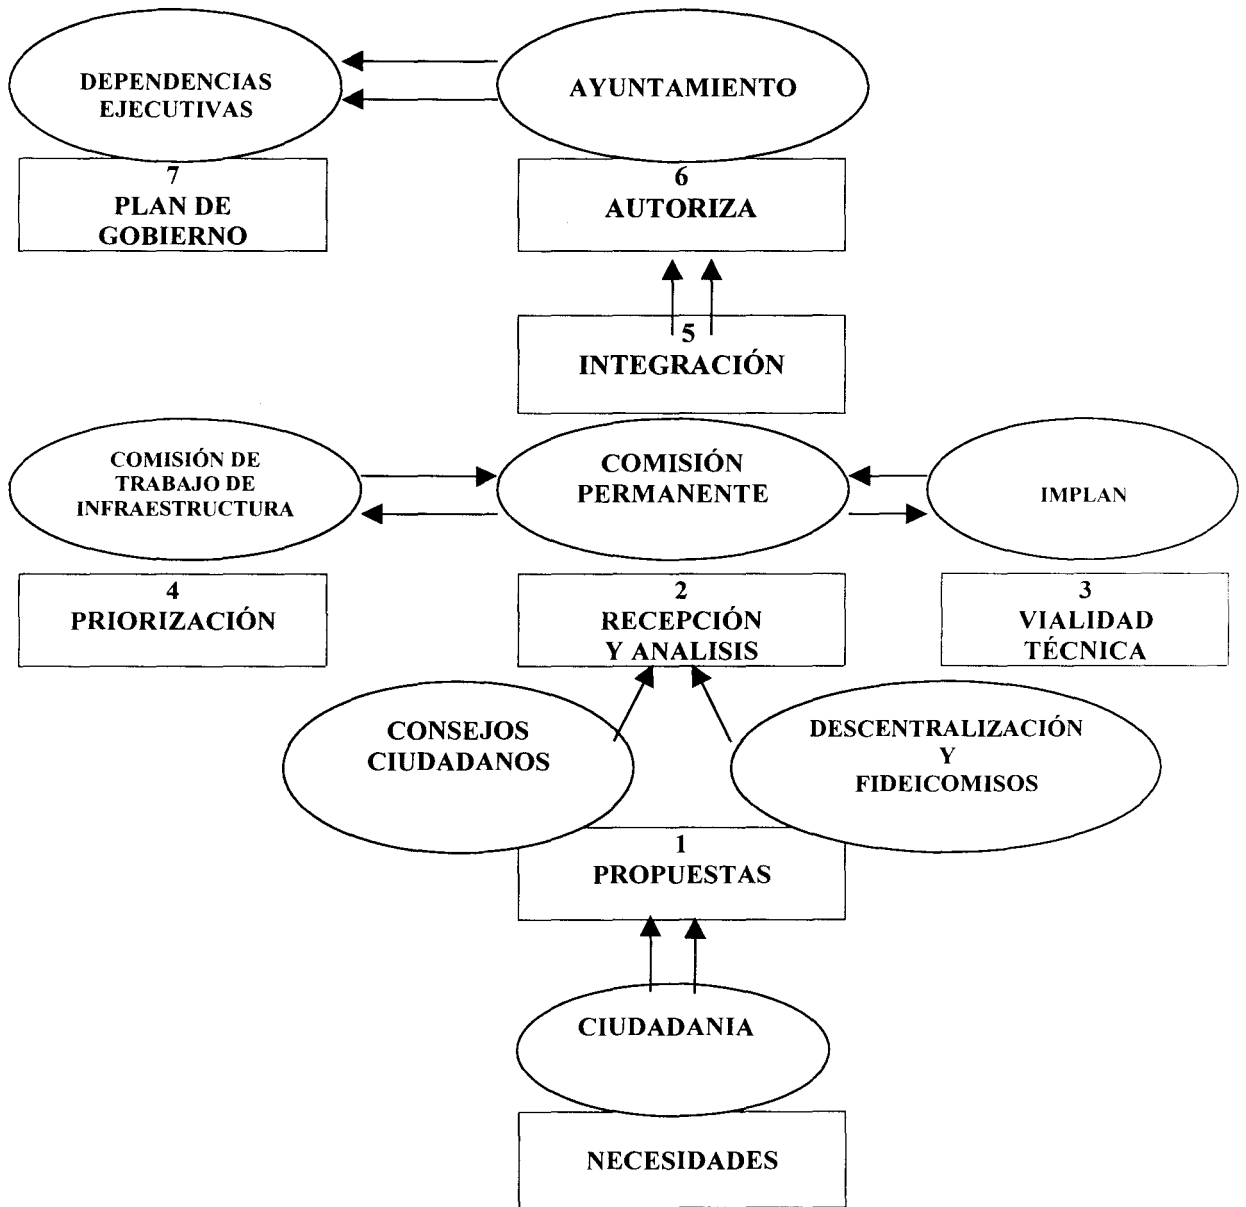 DEPENDENCIAS
EJECUTIVAS
AYUNTAMIENTO
7
PLAN DE
GOBIERNO
6
AUTORIZA
5
INTEGRACIÓN
COMISIÓN DE
TRABAJO DE
INFRAESTRUCTURA
COMISIÓN
PERMANENTE
IMPLAN
4
PRIORIZACIÓN
2
RECEPCIÓN
Y ANALISIS
3
VIALIDAD
TÉCNICA
CONSEJOS
CIUDADANOS
DESCENTRALIZACIÓN
Y
FIDEICOMISOS
1
PROPUESTAS
CIUDADANIA
NECESIDADES